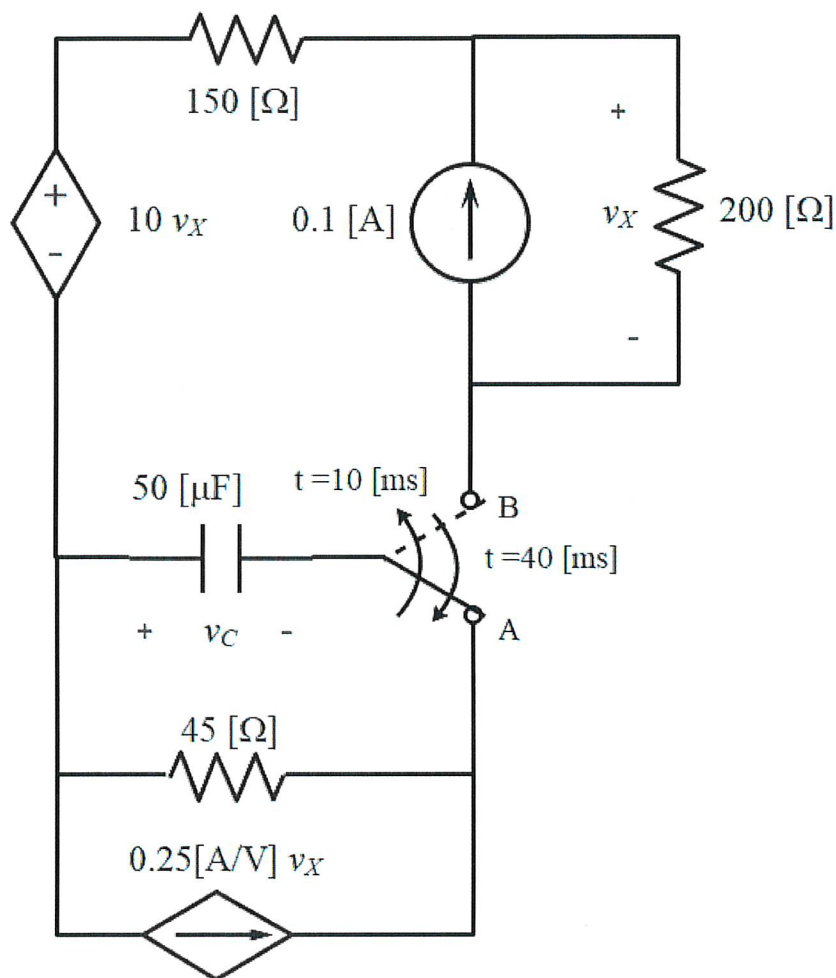 150 [Ω]
+
-
10 vX
0.1 [A]
+
vX
-
200 [Ω]
50 [μF]
t =10 [ms]
B
t =40 [ms]
A
+ vC -
45 [Ω]
0.25[A/V] vX